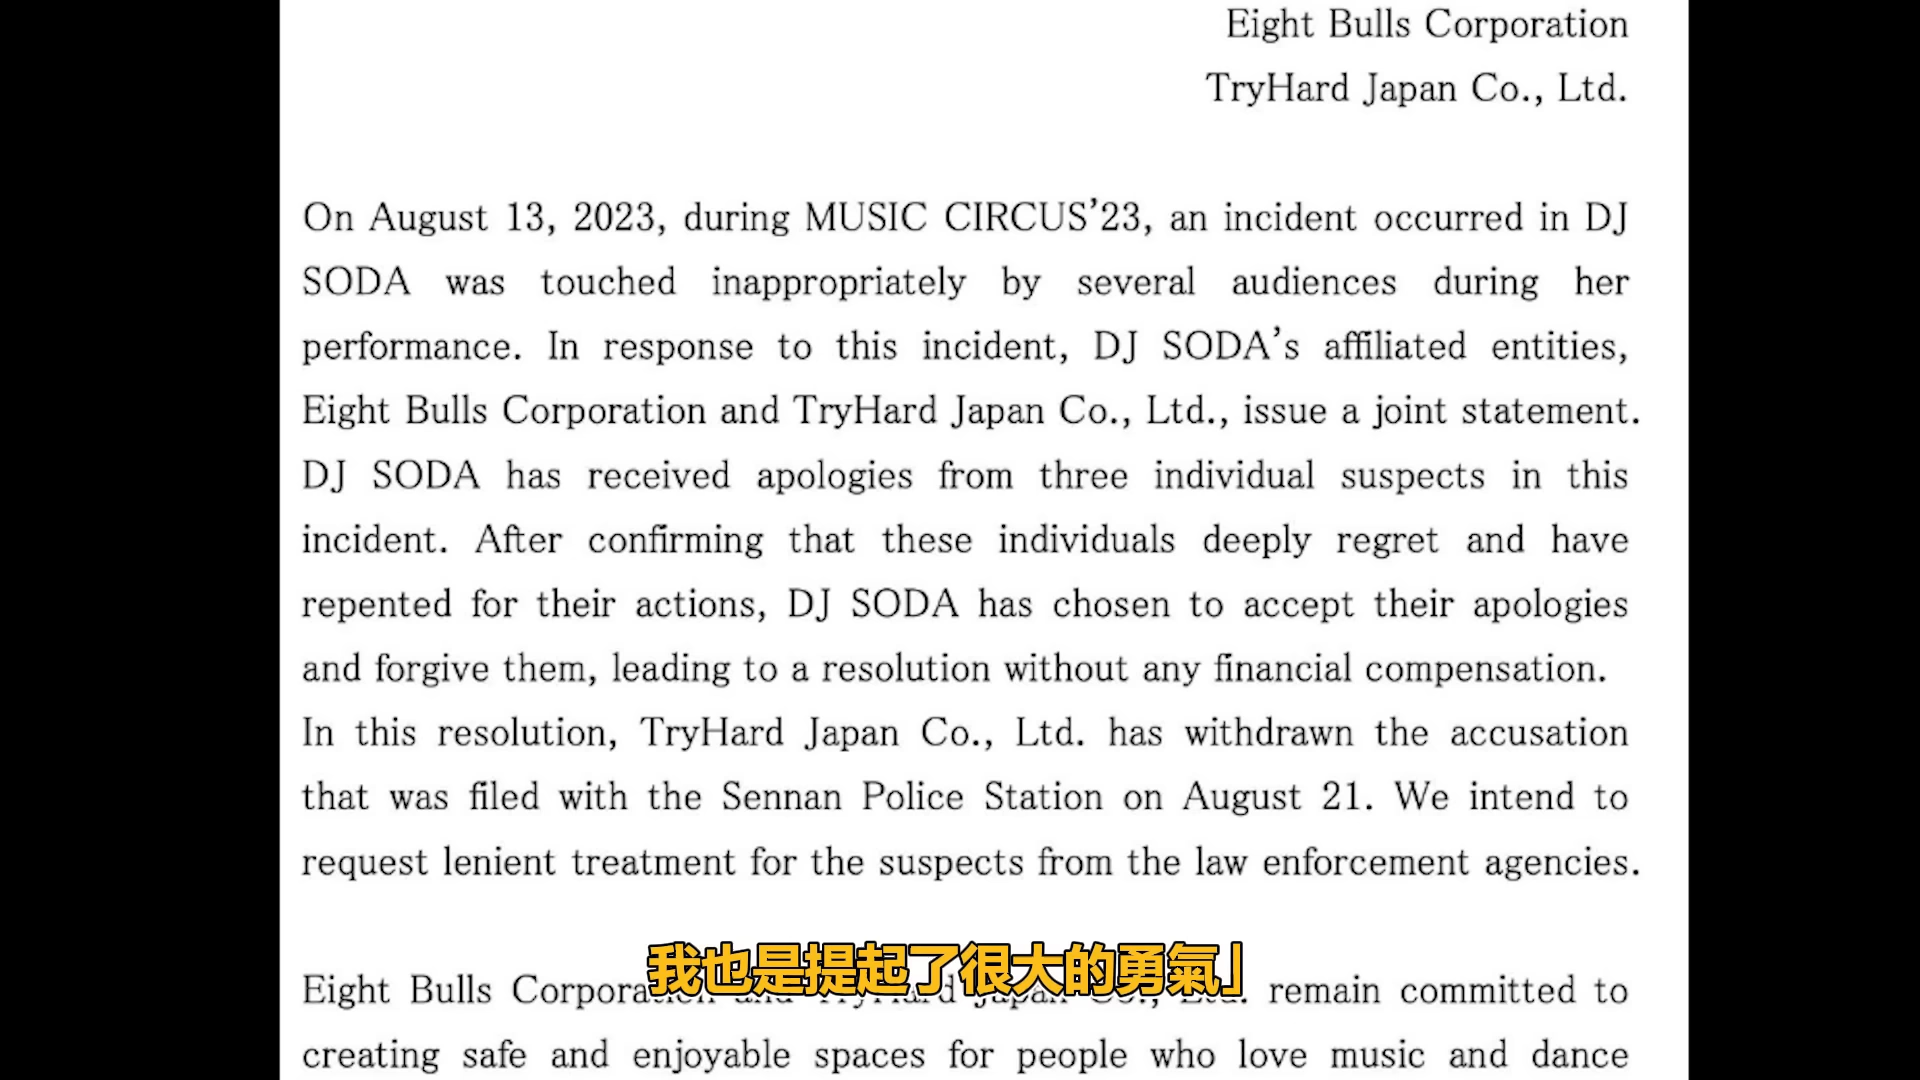 Eight Bulls Corporation
TryHard Japan Co., Ltd.
On August 13, 2023, during MUSIC CIRCUS’23, an incident occurred in DJ
SODA was touched inappropriately by several audiences during her
performance. In response to this incident, DJ SODA’s affiliated entities,
Eight Bulls Corporation and TryHard Japan Co., Ltd., issue a joint statement.
DJ SODA has received apologies from three individual suspects in this
incident. After confirming that these individuals deeply regret and have
repented for their actions, DJ SODA has chosen to accept their apologies
and forgive them, leading to a resolution without any financial compensation.
In this resolution, TryHard Japan Co., Ltd. has withdrawn the accusation
that was filed with the Sennan Police Station on August 21. We intend to
request lenient treatment for the suspects from the law enforcement agencies.
我也是提起了很大的勇氣」
Eight Bulls Corporation and TryHard Japan Co., Ltd. remain committed to
creating safe and enjoyable spaces for people who love music and dance